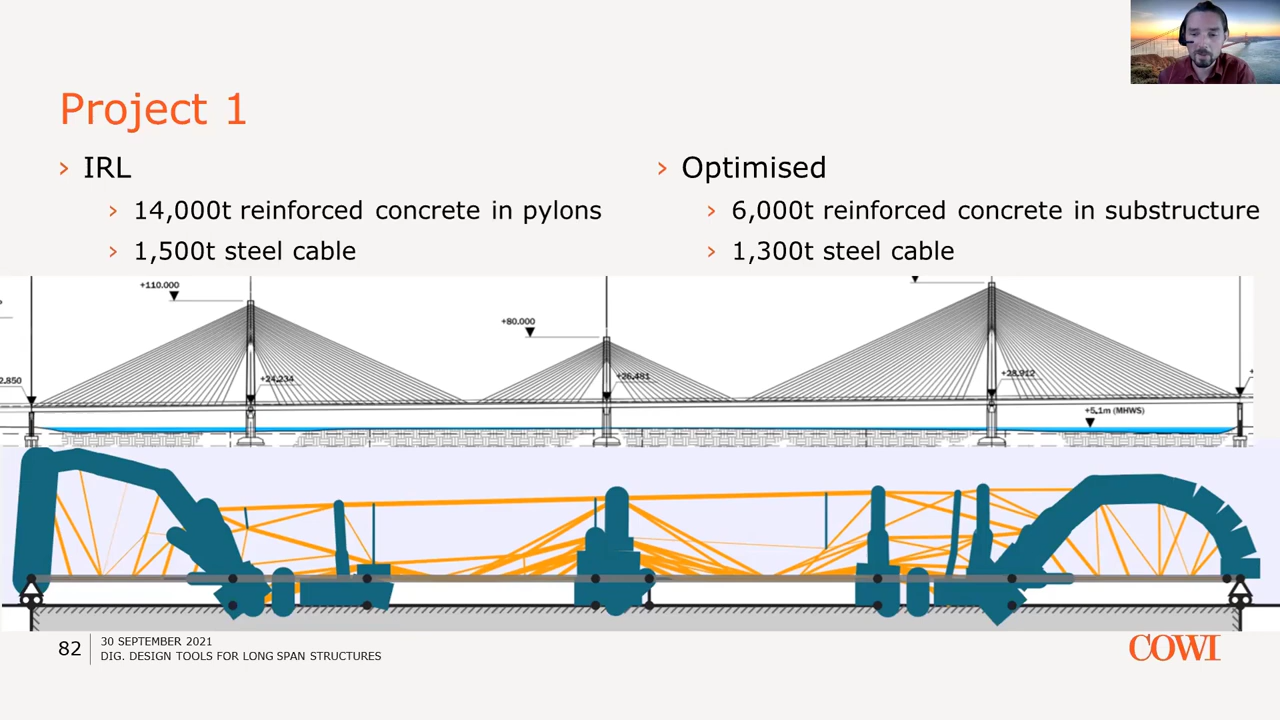 Project 1
› IRL
› 14,000t reinforced concrete in pylons
› 1,500t steel cable
› Optimised
› 6,000t reinforced concrete in substructure
› 1,300t steel cable
+110.000
+80.000
2.850
+24.234
+26.481
+28.912
+5.1m (MHWS)
82
30 SEPTEMBER 2021
DIG. DESIGN TOOLS FOR LONG SPAN STRUCTURES
COWI